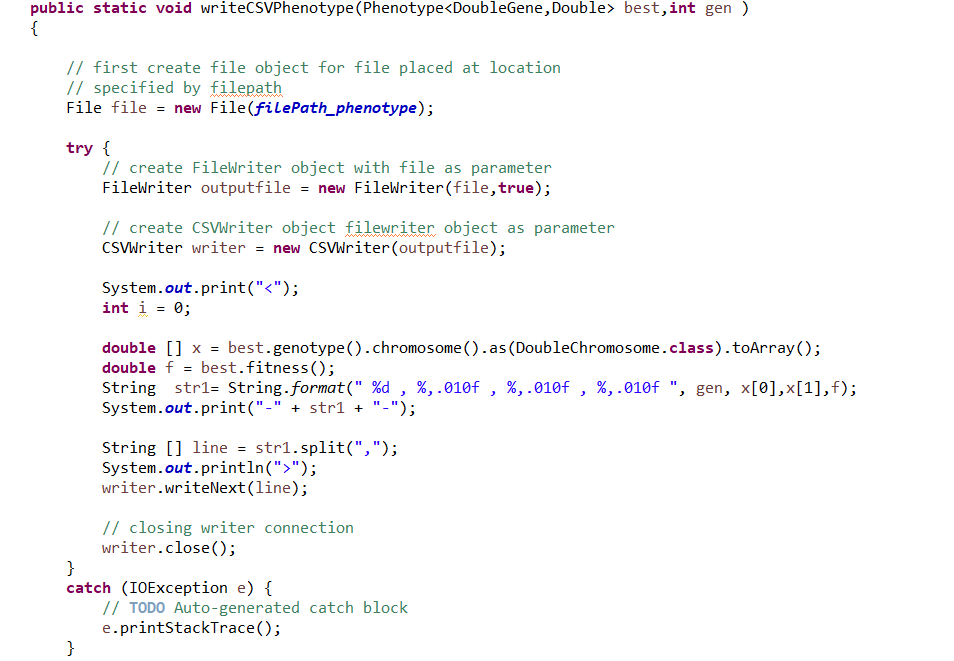 public static void writeCSVPhenotype(Phenotype<DoubleGene,Double> best,int gen )
{
// first create file object for file placed at location
// specified by filepath
File file = new File(filePath_phenotype);
try {
// create FileWriter object with file as parameter
FileWriter outputfile = new FileWriter(file,true);
// create CSVWriter object filewriter object as parameter
CSVWriter writer = new CSVWriter(outputfile);
System.out.print("<");
int i = 0;
double [] x = best.genotype().chromosome().as(DoubleChromosome.class).toArray();
double f = best.fitness();
String  str1= String.format(" %d , %,.010f , %,.010f , %,.010f ", gen, x[0],x[1],f);
System.out.print("-" + str1 + "-");
String [] line = str1.split(",");
System.out.println(">");
writer.writeNext(line);
// closing writer connection
writer.close();
}
catch (IOException e) {
// TODO Auto-generated catch block
e.printStackTrace();
}